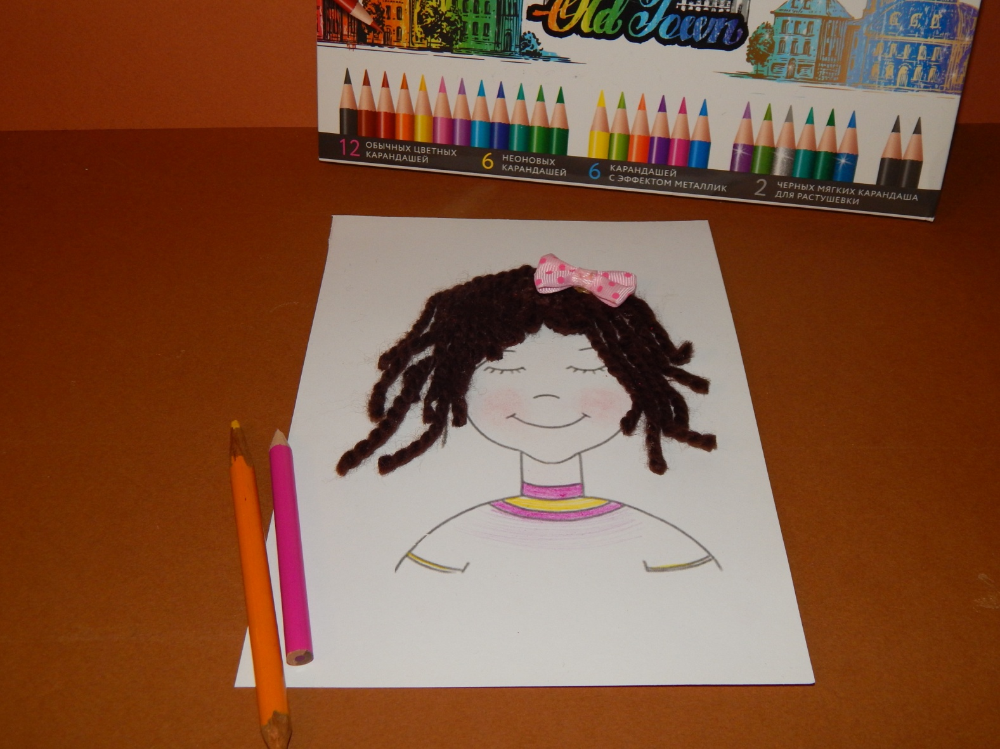 Old Town
12 ОБЫЧНЫХ ЦВЕТНЫХ
КАРАНДАШЕЙ
6 НЕОНОВЫХ
КАРАНДАШЕЙ
6 КАРАНДАШЕЙ
С ЭФФЕКТОМ МЕТАЛЛИК
2 ЧЕРНЫХ МЯГКИХ КАРАНДАША
ДЛЯ РАСТУШЕВКИ